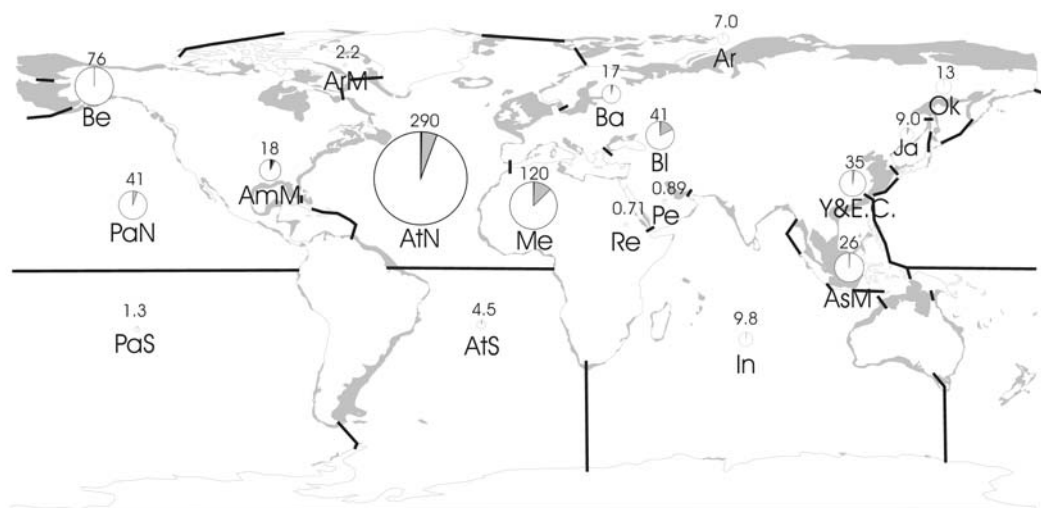 7.0
Ar
2.2
ArM
76
Be
17
Ba
13
Ok
9.0
Ja
290
AtN
41
Bl
18
AmM
120
Me
35
Y&E.C.
41
PaN
0.89
Pe
0.71
Re
26
AsM
1.3
PaS
4.5
AtS
9.8
In